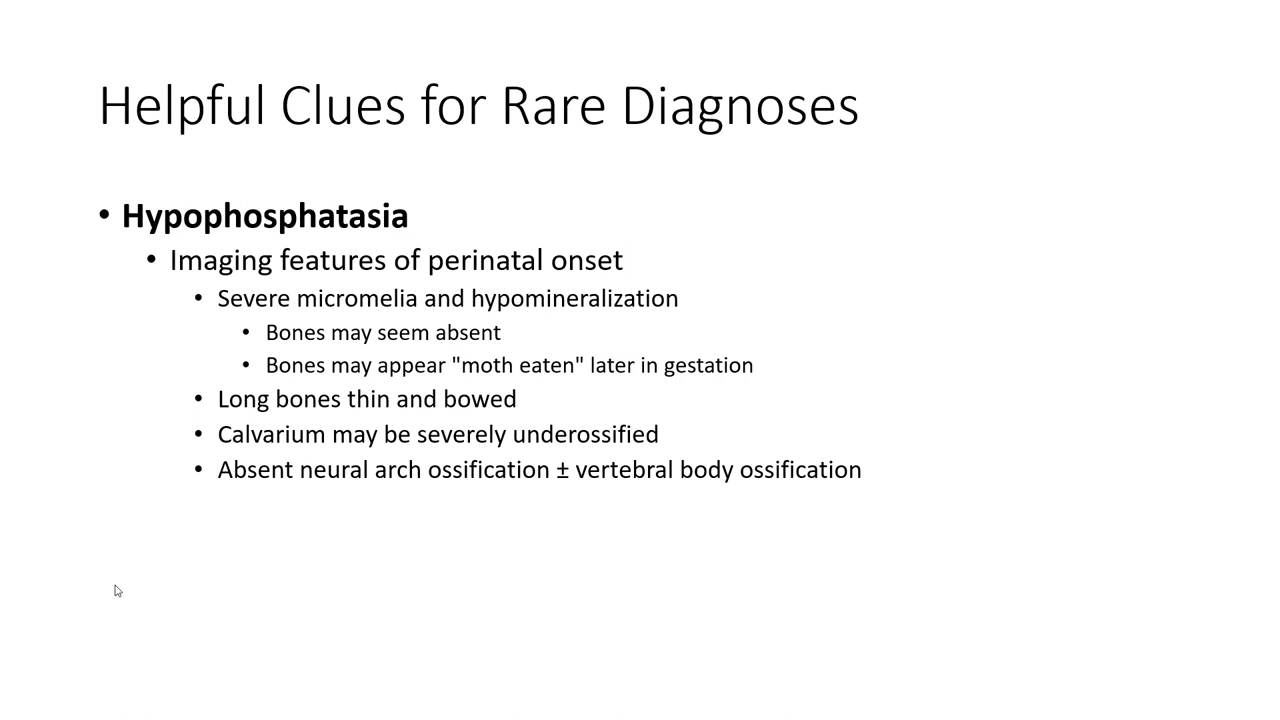 Helpful Clues for Rare Diagnoses
• Hypophosphatasia
• Imaging features of perinatal onset
• Severe micromelia and hypomineralization
• Bones may seem absent
• Bones may appear "moth eaten" later in gestation
• Long bones thin and bowed
• Calvarium may be severely underossified
• Absent neural arch ossification ± vertebral body ossification